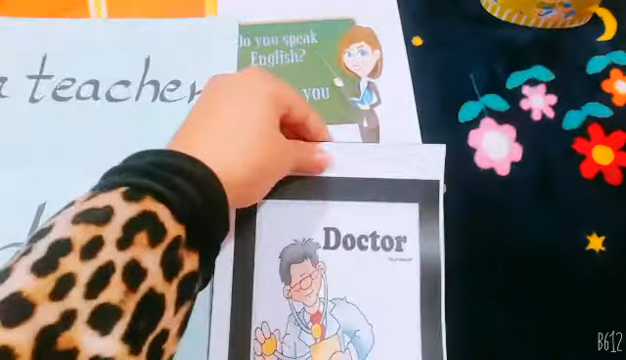 teacher
do you speak
English?
you
Doctor
B612